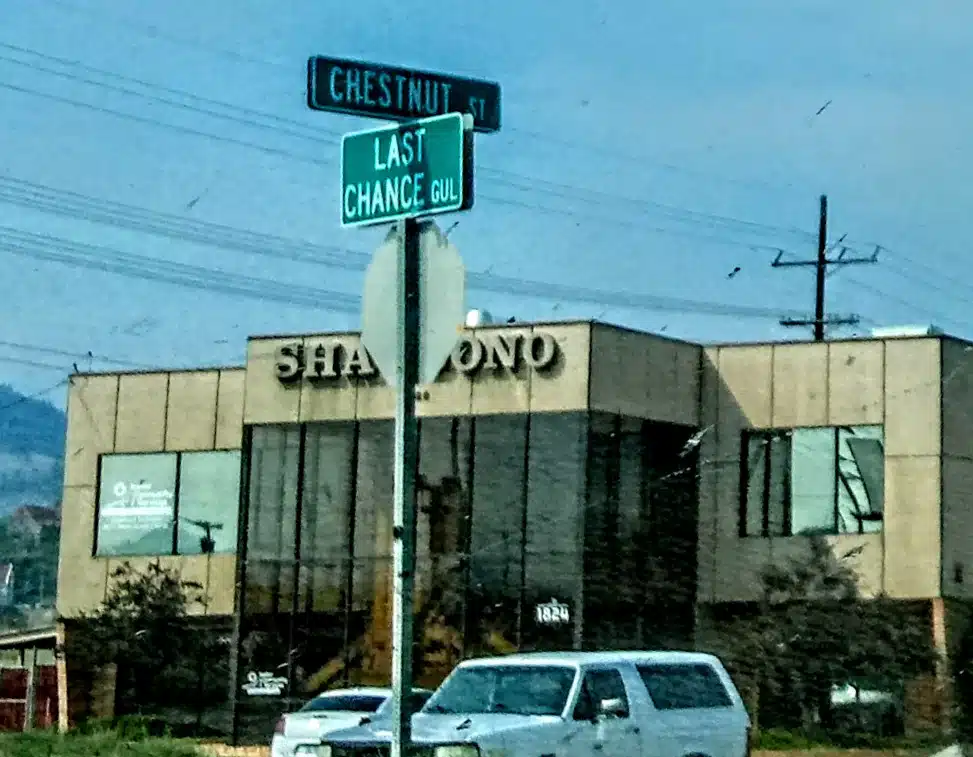 CHESTNUT ST
LAST
CHANCE GUL
SHA ONO
1824